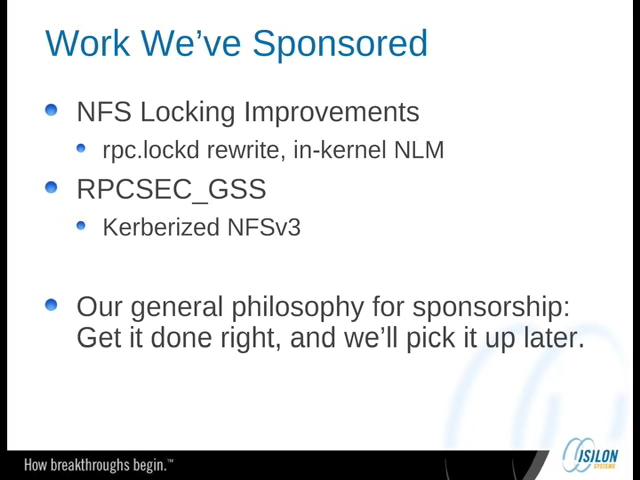 Work We’ve Sponsored
NFS Locking Improvements
rpc.lockd rewrite, in-kernel NLM
RPCSEC_GSS
Kerberized NFSv3
Our general philosophy for sponsorship:
Get it done right, and we’ll pick it up later.
How breakthroughs begin.™
ISILON
SYSTEMS